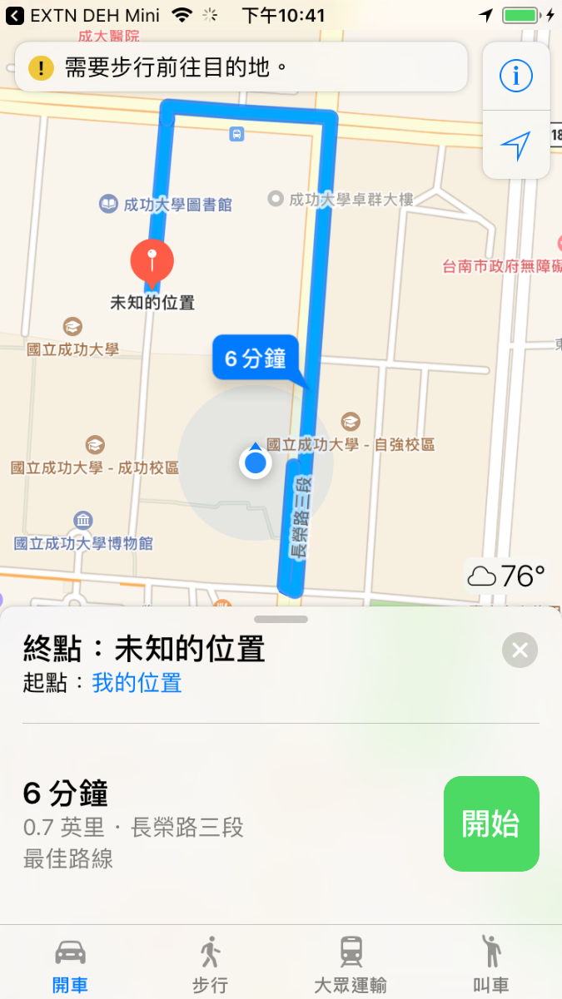 EXTN DEH Mini
下午10:41
成大醫院
需要步行前往目的地。
18
成功大學圖書館
成功大學卓群大樓
台南市政府無障礙
未知的位置
國立成功大學
6 分鐘
國立成功大學 - 自強校區
國立成功大學 - 成功校區
長榮路三段
國立成功大學博物館
76°
終點：未知的位置
起點：我的位置
6 分鐘
0.7 英里 · 長榮路三段
最佳路線
開始
開車
步行
大眾運輸
叫車